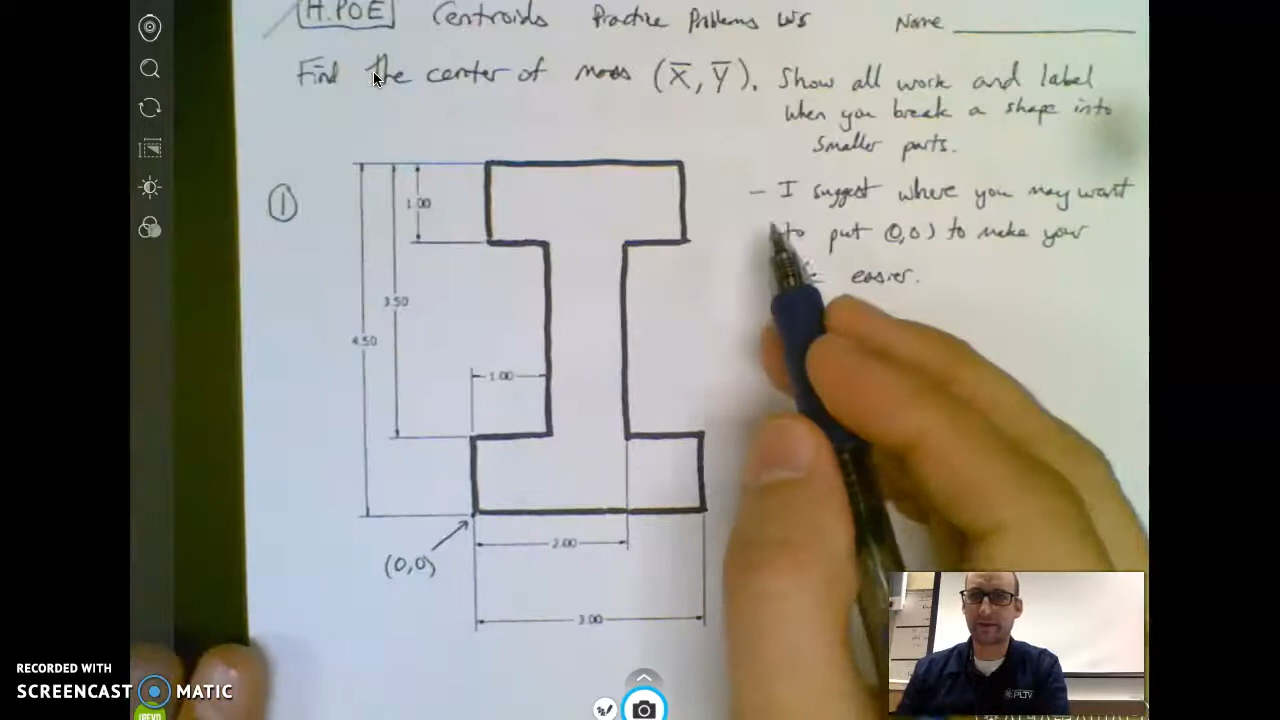 H.POE Centroids Practice Problems WS Name
Find the center of mass (x̄, ȳ). Show all work and label
when you break a shape into
smaller parts.
①
- I suggest where you may want
to put (0,0) to make your
easier.
1.00
3.50
4.50
1.00
(0,0)
2.00
3.00
RECORDED WITH
SCREENCAST MATIC
PLTW